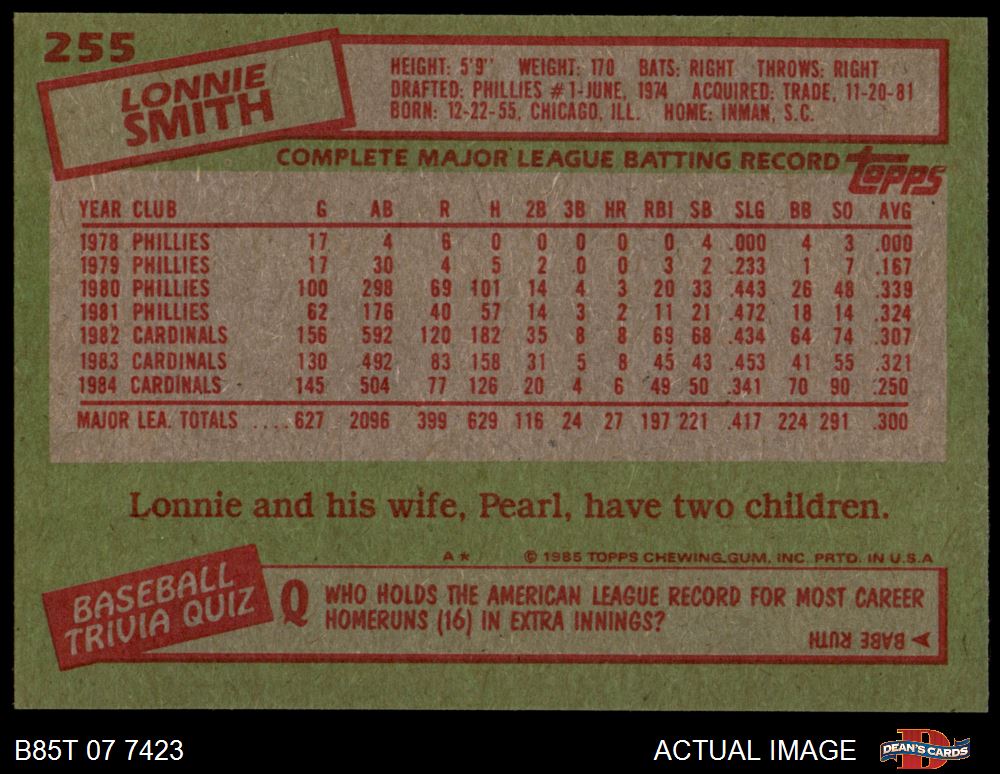 255
LONNIE
SMITH
HEIGHT: 5'9" WEIGHT: 170 BATS: RIGHT THROWS: RIGHT
DRAFTED: PHILLIES #1-JUNE, 1974 ACQUIRED: TRADE, 11-20-81
BORN: 12-22-55, CHICAGO, ILL. HOME: INMAN, S.C.
COMPLETE MAJOR LEAGUE BATTING RECORD topps
YEAR CLUB G AB R H 2B 3B HR RBI SB SLG BB SO AVG
1978 PHILLIES 17 4 6 0 0 0 0 0 4 .000 4 3 .000
1979 PHILLIES 17 30 4 5 2 0 0 3 2 .233 1 7 .167
1980 PHILLIES 100 298 69 101 14 4 3 20 33 .443 26 48 .339
1981 PHILLIES 62 176 40 57 14 3 2 11 21 .472 18 14 .324
1982 CARDINALS 156 592 120 182 35 8 8 69 68 .434 64 74 .307
1983 CARDINALS 130 492 83 158 31 5 8 45 43 .453 41 55 .321
1984 CARDINALS 145 504 77 126 20 4 6 49 50 .341 70 90 .250
MAJOR LEA. TOTALS ....627 2096 399 629 116 24 27 197 221 .417 224 291 .300
Lonnie and his wife, Pearl, have two children.
A* © 1985 TOPPS CHEWING GUM, INC. PRTD. IN U.S.A
BASEBALL
TRIVIA QUIZ
Q WHO HOLDS THE AMERICAN LEAGUE RECORD FOR MOST CAREER
HOMERUNS (16) IN EXTRA INNINGS?
BABE RUTH
B85T 07 7423 ACTUAL IMAGE DEAN'S CARDS